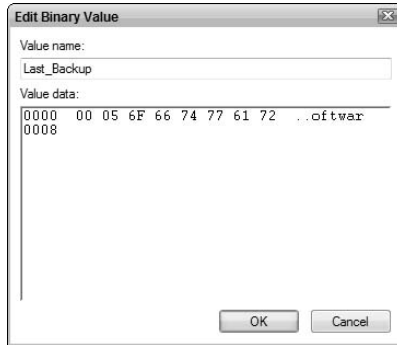 Edit Binary Value
Value name:
Last_Backup
Value data:
0000 00 05 6F 66 74 77 61 72 ..oftwar
0008
OK Cancel